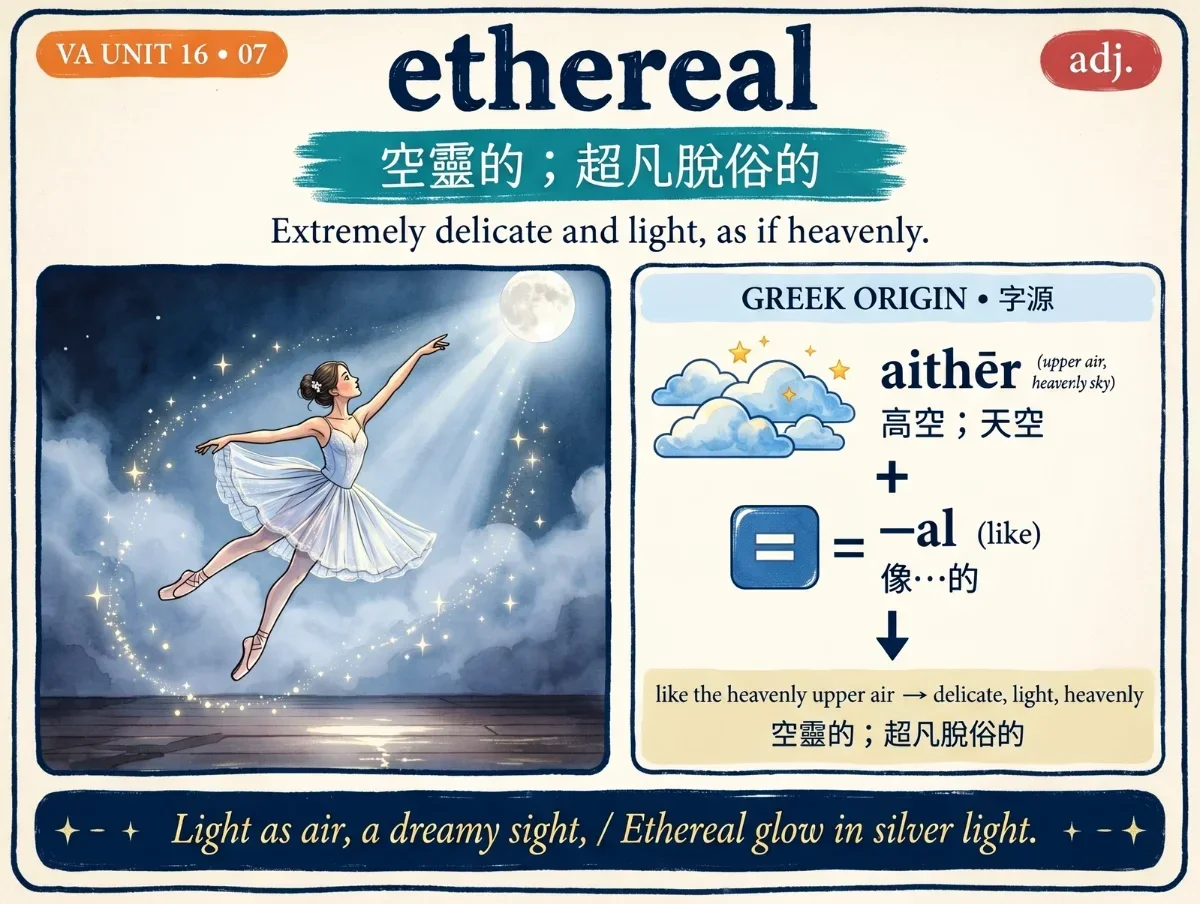 VA UNIT 16 • 07
ethereal
adj.
空靈的；超凡脫俗的
Extremely delicate and light, as if heavenly.
GREEK ORIGIN • 字源
aithēr (upper air, heavenly sky)
高空；天空
+
= = –al (like)
像…的
↓
like the heavenly upper air → delicate, light, heavenly
空靈的；超凡脫俗的
Light as air, a dreamy sight, / Ethereal glow in silver light.